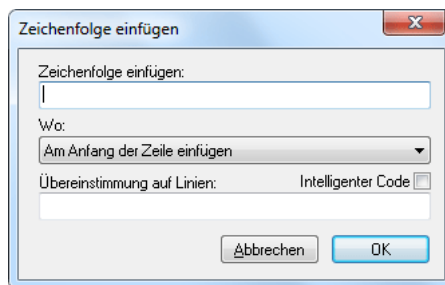 Zeichenfolge einfügen
Zeichenfolge einfügen:
Wo:
Am Anfang der Zeile einfügen
Übereinstimmung auf Linien: Intelligenter Code
Abbrechen OK